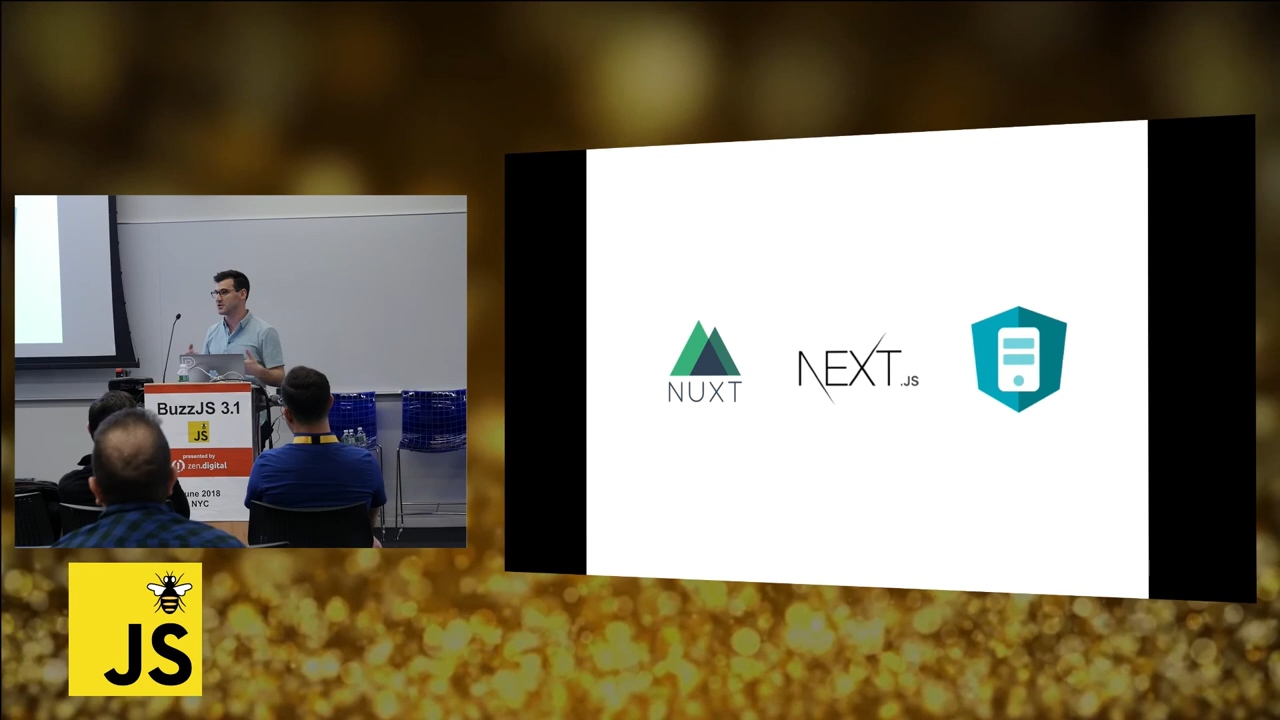 BuzzJS 3.1
JS
presented by
zen.digital
June 2018
NYC
JS
NUXT
NEXT.JS